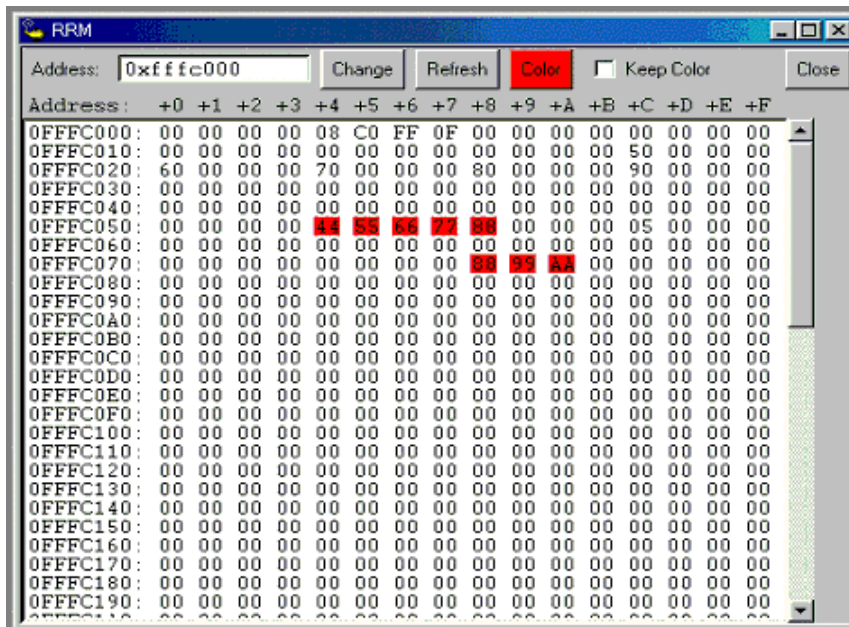 RRM
Address: 0xfffc000 Change Refresh Color Keep Color Close
Address: +0 +1 +2 +3 +4 +5 +6 +7 +8 +9 +A +B +C +D +E +F
0FFFC000: 00 00 00 00 08 C0 FF 0F 00 00 00 00 00 00 00 00
0FFFC010: 00 00 00 00 00 00 00 00 00 00 00 00 50 00 00 00
0FFFC020: 60 00 00 00 70 00 00 00 80 00 00 00 90 00 00 00
0FFFC030: 00 00 00 00 00 00 00 00 00 00 00 00 00 00 00 00
0FFFC040: 00 00 00 00 00 00 00 00 00 00 00 00 00 00 00 00
0FFFC050: 00 00 00 00 44 55 66 77 88 00 00 00 05 00 00 00
0FFFC060: 00 00 00 00 00 00 00 00 00 00 00 00 00 00 00 00
0FFFC070: 00 00 00 00 00 00 00 00 88 99 AA 00 00 00 00 00
0FFFC080: 00 00 00 00 00 00 00 00 00 00 00 00 00 00 00 00
0FFFC090: 00 00 00 00 00 00 00 00 00 00 00 00 00 00 00 00
0FFFC0A0: 00 00 00 00 00 00 00 00 00 00 00 00 00 00 00 00
0FFFC0B0: 00 00 00 00 00 00 00 00 00 00 00 00 00 00 00 00
0FFFC0C0: 00 00 00 00 00 00 00 00 00 00 00 00 00 00 00 00
0FFFC0D0: 00 00 00 00 00 00 00 00 00 00 00 00 00 00 00 00
0FFFC0E0: 00 00 00 00 00 00 00 00 00 00 00 00 00 00 00 00
0FFFC0F0: 00 00 00 00 00 00 00 00 00 00 00 00 00 00 00 00
0FFFC100: 00 00 00 00 00 00 00 00 00 00 00 00 00 00 00 00
0FFFC110: 00 00 00 00 00 00 00 00 00 00 00 00 00 00 00 00
0FFFC120: 00 00 00 00 00 00 00 00 00 00 00 00 00 00 00 00
0FFFC130: 00 00 00 00 00 00 00 00 00 00 00 00 00 00 00 00
0FFFC140: 00 00 00 00 00 00 00 00 00 00 00 00 00 00 00 00
0FFFC150: 00 00 00 00 00 00 00 00 00 00 00 00 00 00 00 00
0FFFC160: 00 00 00 00 00 00 00 00 00 00 00 00 00 00 00 00
0FFFC170: 00 00 00 00 00 00 00 00 00 00 00 00 00 00 00 00
0FFFC180: 00 00 00 00 00 00 00 00 00 00 00 00 00 00 00 00
0FFFC190: 00 00 00 00 00 00 00 00 00 00 00 00 00 00 00 00